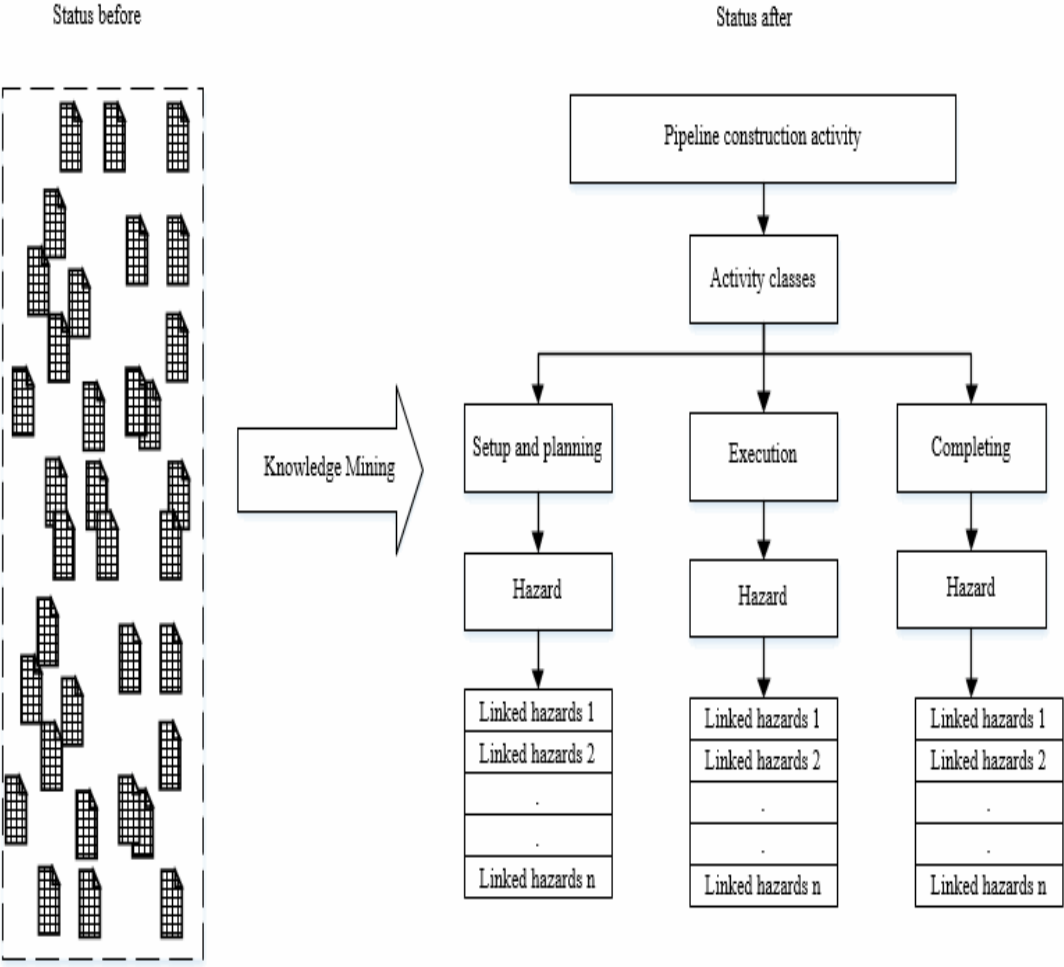 Status before
Status after
Pipeline construction activity
Activity classes
Setup and planning
Execution
Completing
Knowledge Mining
Hazard
Hazard
Hazard
Linked hazards 1
Linked hazards 2
.
.
Linked hazards n
Linked hazards 1
Linked hazards 2
.
.
Linked hazards n
Linked hazards 1
Linked hazards 2
.
.
Linked hazards n